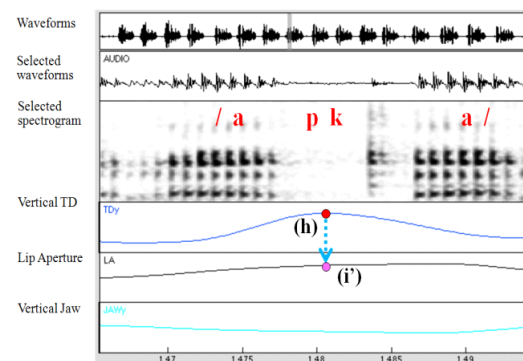 Waveforms
Selected
waveforms
AUDIO
Selected
spectrogram
/ a p k a /
Vertical TD
TDy
(h)
Lip Aperture
LA
(i')
Vertical Jaw
JAWy
1.47 1.475 1.48 1.485 1.49